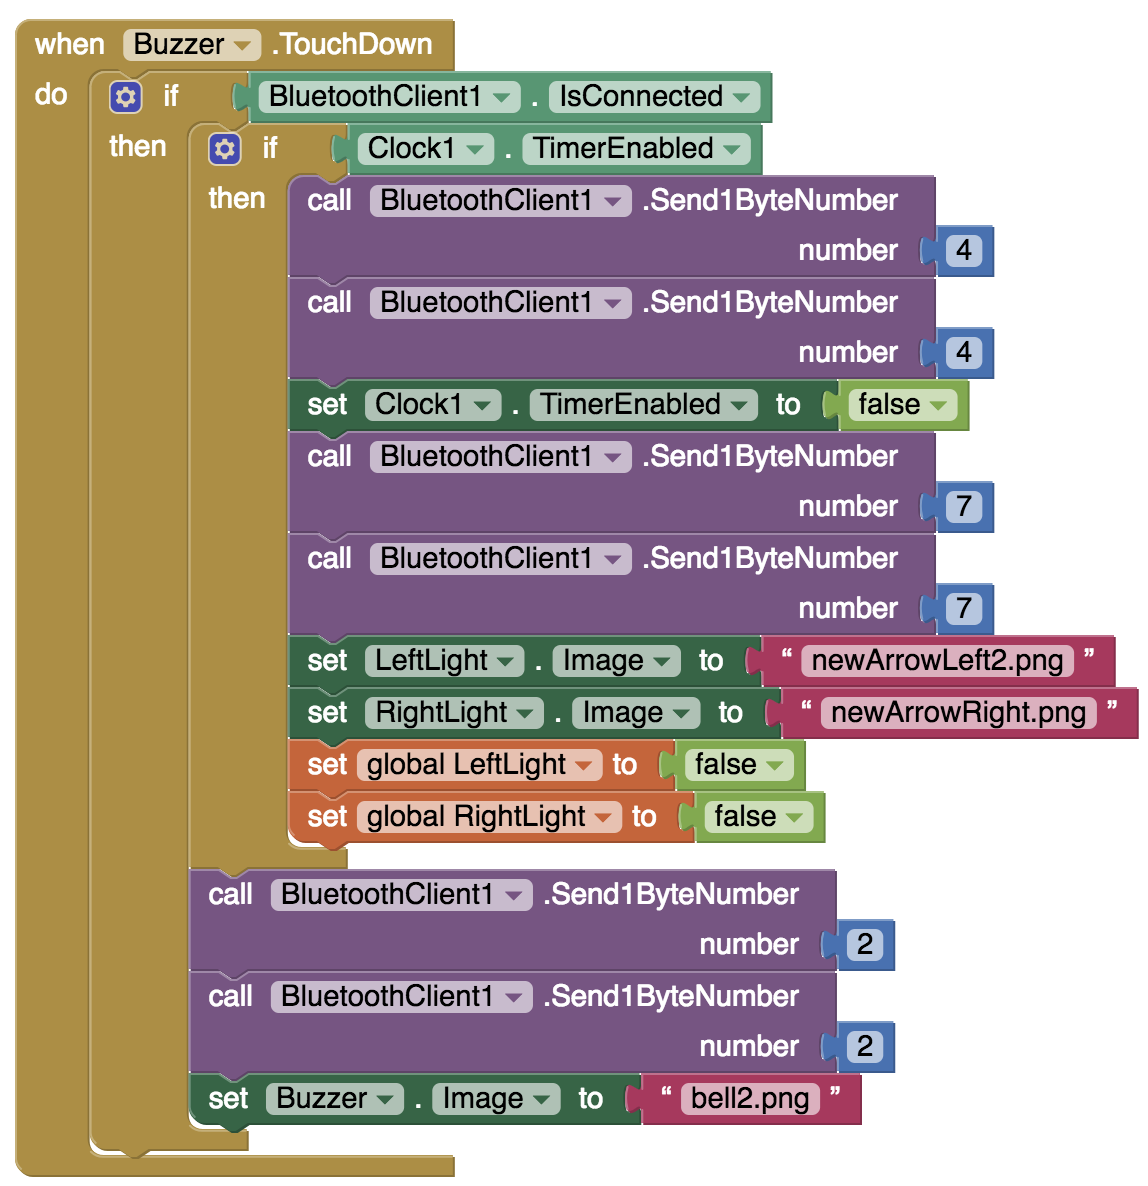 when Buzzer .TouchDown
do if BluetoothClient1 . IsConnected
then if Clock1 . TimerEnabled
then call BluetoothClient1 .Send1ByteNumber
number 4
call BluetoothClient1 .Send1ByteNumber
number 4
set Clock1 . TimerEnabled to false
call BluetoothClient1 .Send1ByteNumber
number 7
call BluetoothClient1 .Send1ByteNumber
number 7
set LeftLight . Image to “ newArrowLeft2.png ”
set RightLight . Image to “ newArrowRight.png ”
set global LeftLight to false
set global RightLight to false
call BluetoothClient1 .Send1ByteNumber
number 2
call BluetoothClient1 .Send1ByteNumber
number 2
set Buzzer . Image to “ bell2.png ”